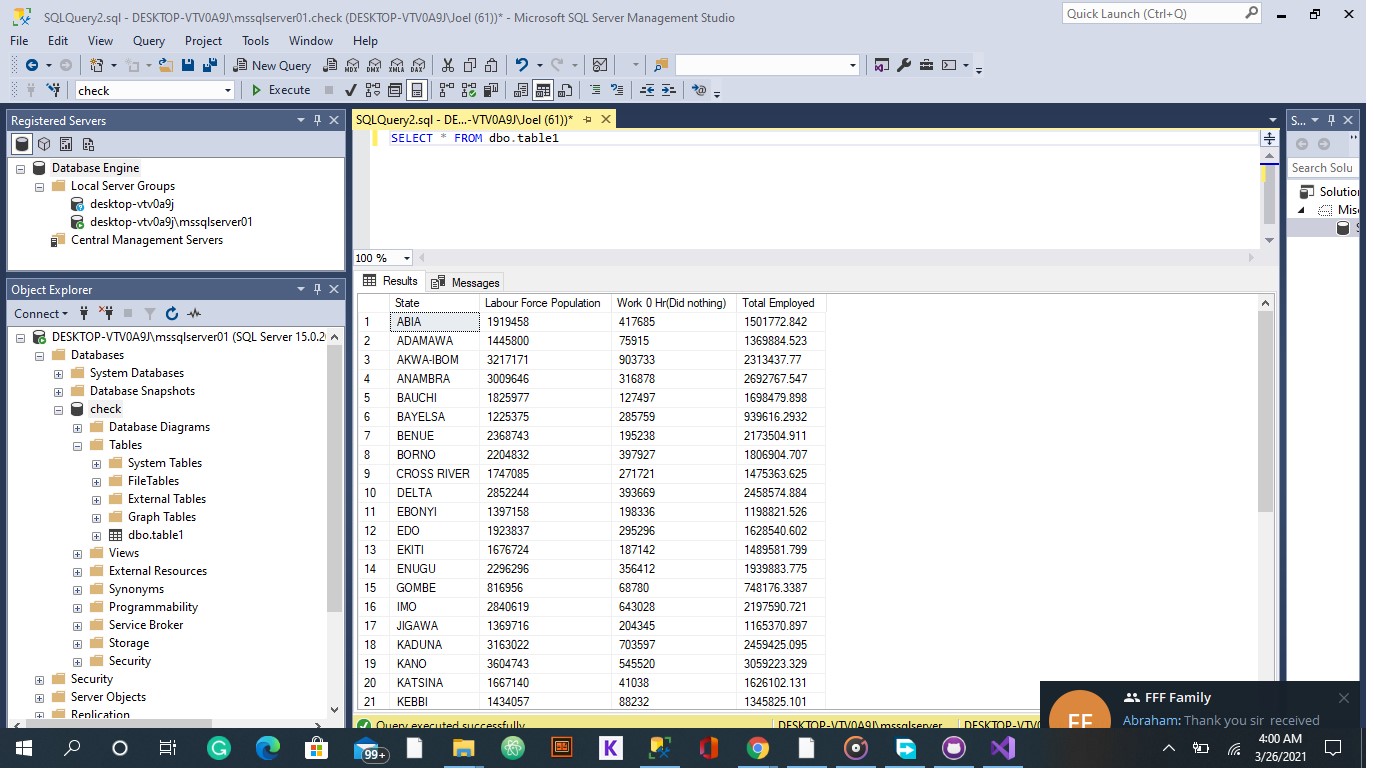 SQLQuery2.sql - DESKTOP-VTV0A9J\mssqlserver01.check (DESKTOP-VTV0A9J\Joel (61))* - Microsoft SQL Server Management Studio
Quick Launch (Ctrl+Q)
File Edit View Query Project Tools Window Help
New Query
MDX DMX XMLA DAX
check
Execute
Registered Servers
Database Engine
Local Server Groups
desktop-vtv0a9j
desktop-vtv0a9j\mssqlserver01
Central Management Servers
Object Explorer
Connect
DESKTOP-VTV0A9J\mssqlserver01 (SQL Server 15.0.2
Databases
System Databases
Database Snapshots
check
Database Diagrams
Tables
System Tables
FileTables
External Tables
Graph Tables
dbo.table1
Views
External Resources
Synonyms
Programmability
Service Broker
Storage
Security
Security
Server Objects
Replication
SQLQuery2.sql - DE...-VTV0A9J\Joel (61))*
SELECT * FROM dbo.table1
100 %
Results Messages
State Labour Force Population Work 0 Hr(Did nothing) Total Employed
1 ABIA 1919458 417685 1501772.842
2 ADAMAWA 1445800 75915 1369884.523
3 AKWA-IBOM 3217171 903733 2313437.77
4 ANAMBRA 3009646 316878 2692767.547
5 BAUCHI 1825977 127497 1698479.898
6 BAYELSA 1225375 285759 939616.2932
7 BENUE 2368743 195238 2173504.911
8 BORNO 2204832 397927 1806904.707
9 CROSS RIVER 1747085 271721 1475363.625
10 DELTA 2852244 393669 2458574.884
11 EBONYI 1397158 198336 1198821.526
12 EDO 1923837 295296 1628540.602
13 EKITI 1676724 187142 1489581.799
14 ENUGU 2296296 356412 1939883.775
15 GOMBE 816956 68780 748176.3387
16 IMO 2840619 643028 2197590.721
17 JIGAWA 1369716 204345 1165370.897
18 KADUNA 3163022 703597 2459425.095
19 KANO 3604743 545520 3059223.329
20 KATSINA 1667140 41038 1626102.131
21 KEBBI 1434057 88232 1345825.101
Query executed successfully.
DESKTOP-VTV0A9J\mssqlserver
DESKTOP-VTV0
S...
Search Solu
Solutio
Misc
FF
FFF Family
Abraham: Thank you sir received
99+
K
4:00 AM
3/26/2021